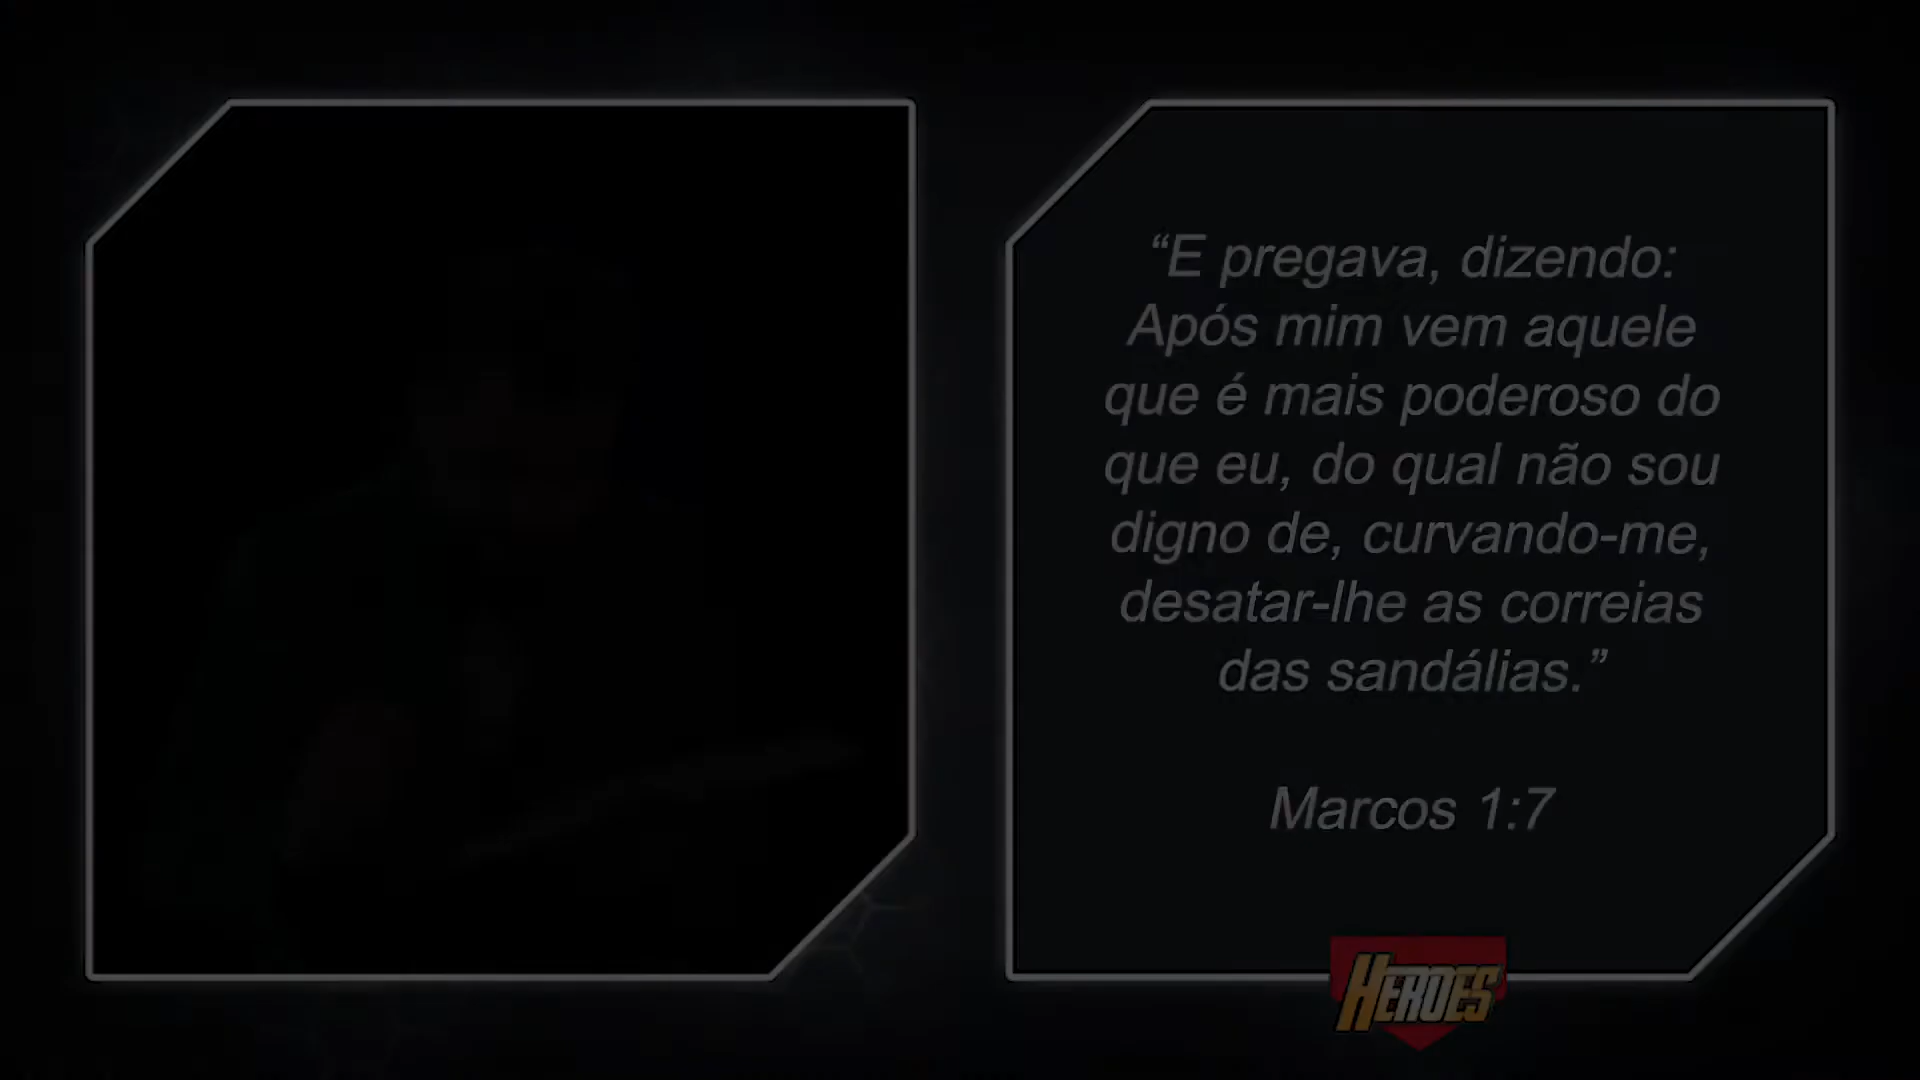 “E pregava, dizendo:
Após mim vem aquele
que é mais poderoso do
que eu, do qual não sou
digno de, curvando-me,
desatar-lhe as correias
das sandálias.”
Marcos 1:7
HEROES